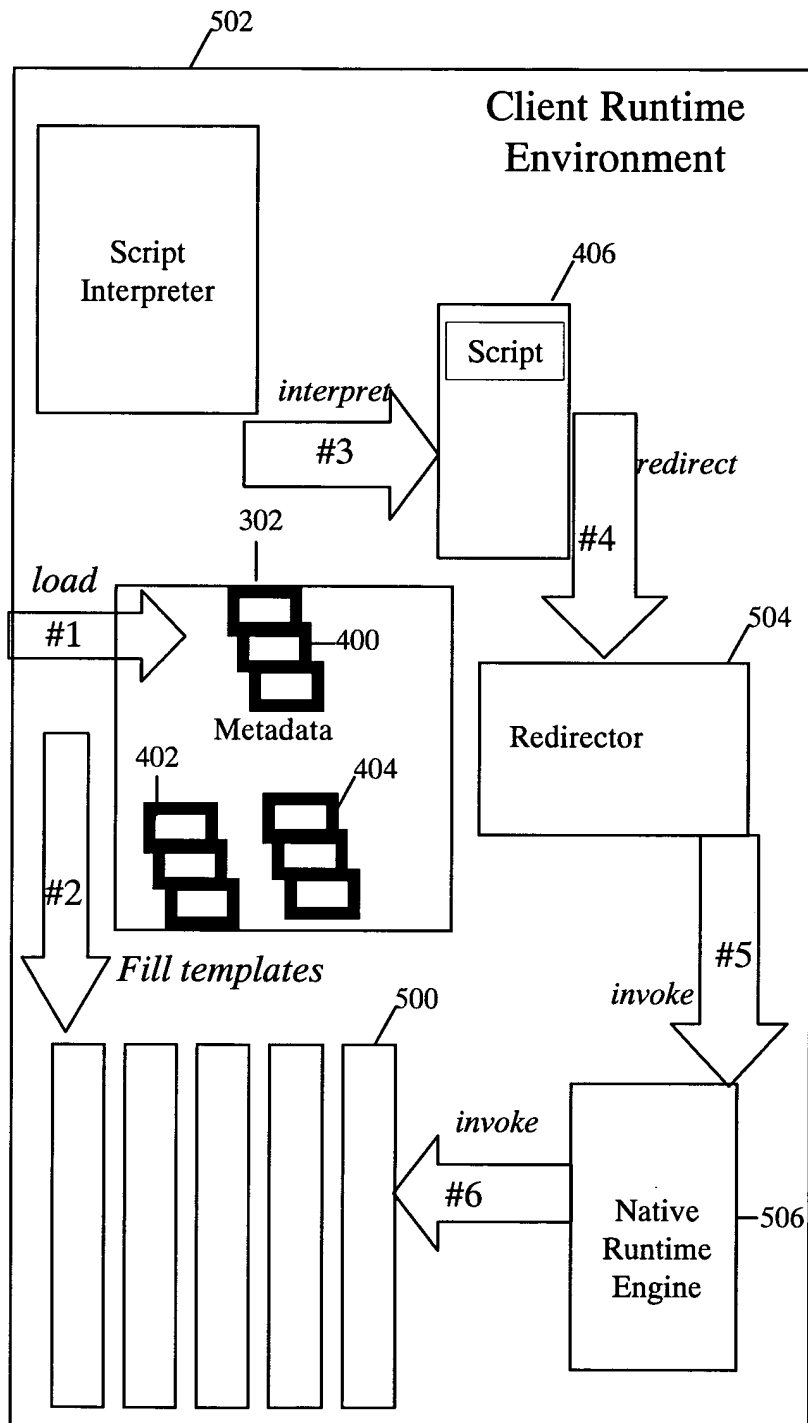 502
Client Runtime
Environment
Script
Interpreter
406
Script
interpret
#3
redirect
#4
302
load
#1
400
504
Metadata
Redirector
402
404
#2
Fill templates
#5
invoke
500
invoke
#6
Native
Runtime
Engine
506